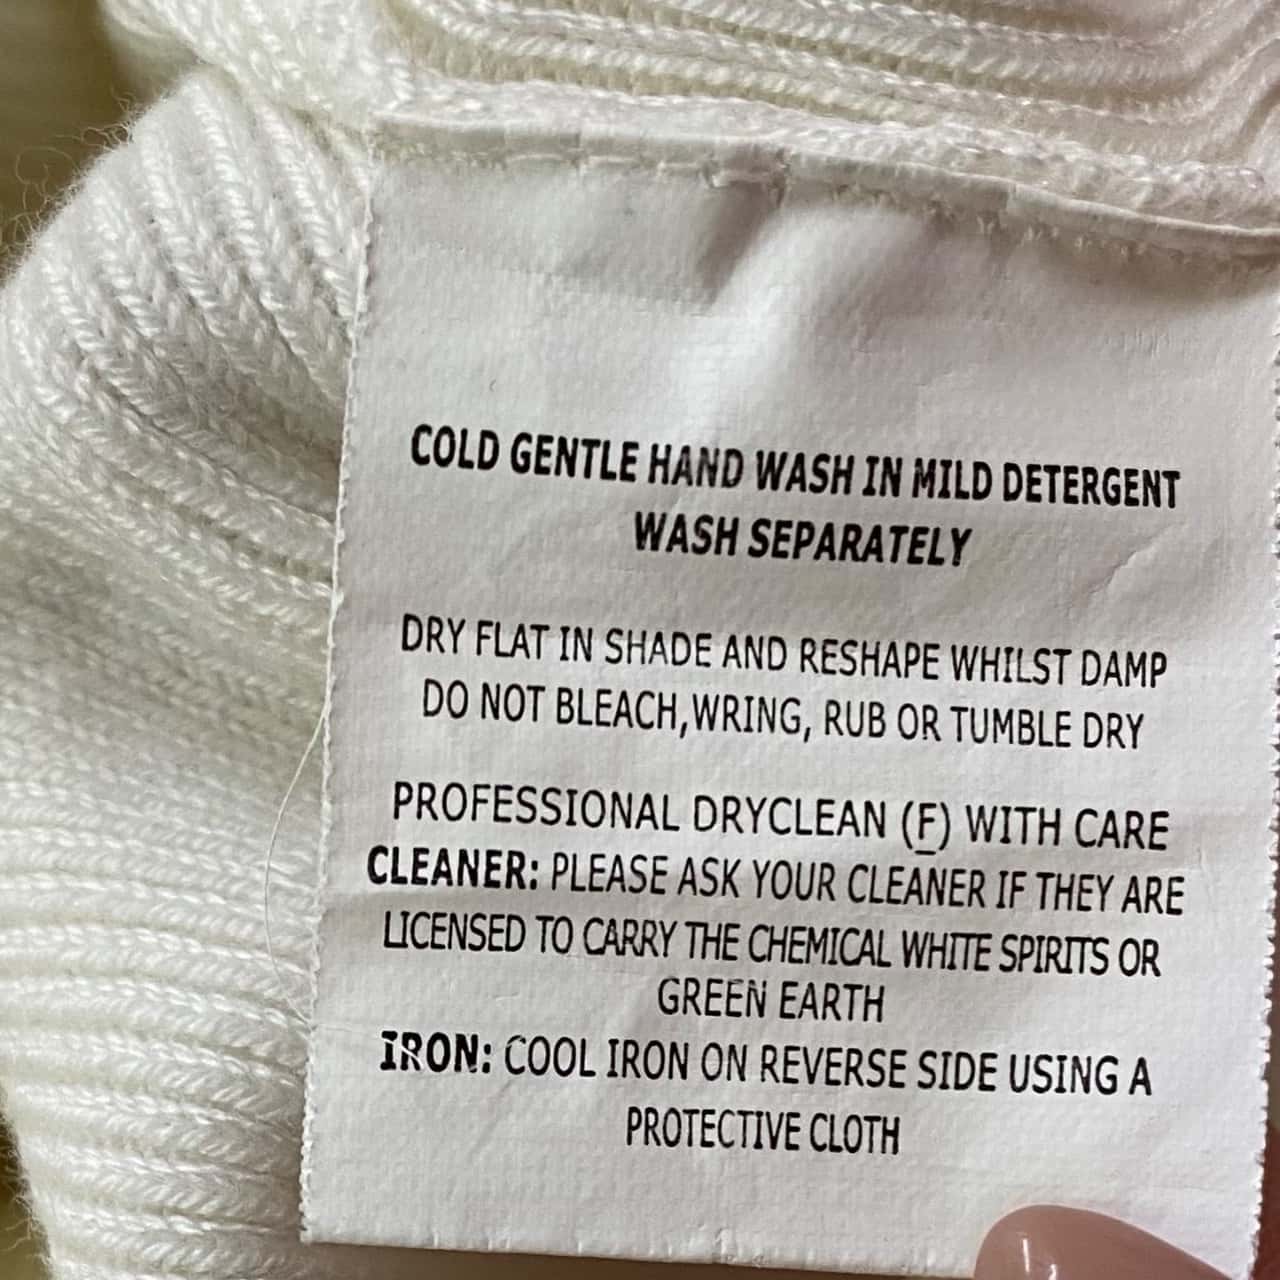 COLD GENTLE HAND WASH IN MILD DETERGENT
WASH SEPARATELY
DRY FLAT IN SHADE AND RESHAPE WHILST DAMP
DO NOT BLEACH,WRING, RUB OR TUMBLE DRY
PROFESSIONAL DRYCLEAN (F) WITH CARE
CLEANER: PLEASE ASK YOUR CLEANER IF THEY ARE
LICENSED TO CARRY THE CHEMICAL WHITE SPIRITS OR
GREEN EARTH
IRON: COOL IRON ON REVERSE SIDE USING A
PROTECTIVE CLOTH